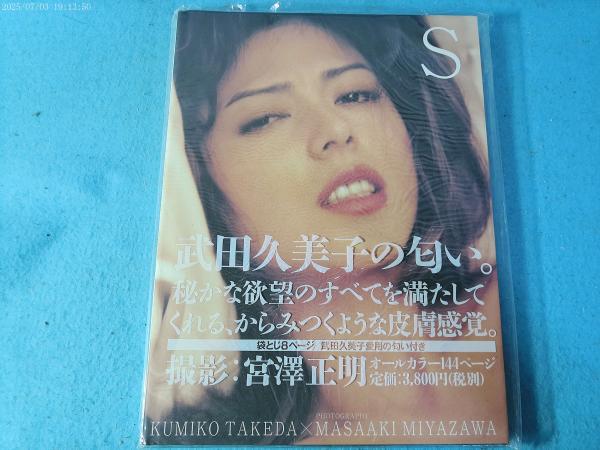 2025/07/03 19:13:50
S
武田久美子の匂い。
秘かな欲望のすべてを満たして
くれる、からみつくような皮膚感覚。
袋とじ8ページ 武田久美子愛用の匂い付き
撮影:宮澤正明 オールカラー144ページ
定価:3,800円(税別)
PHOTOGRAPHY
KUMIKO TAKEDA×MASAAKI MIYAZAWA